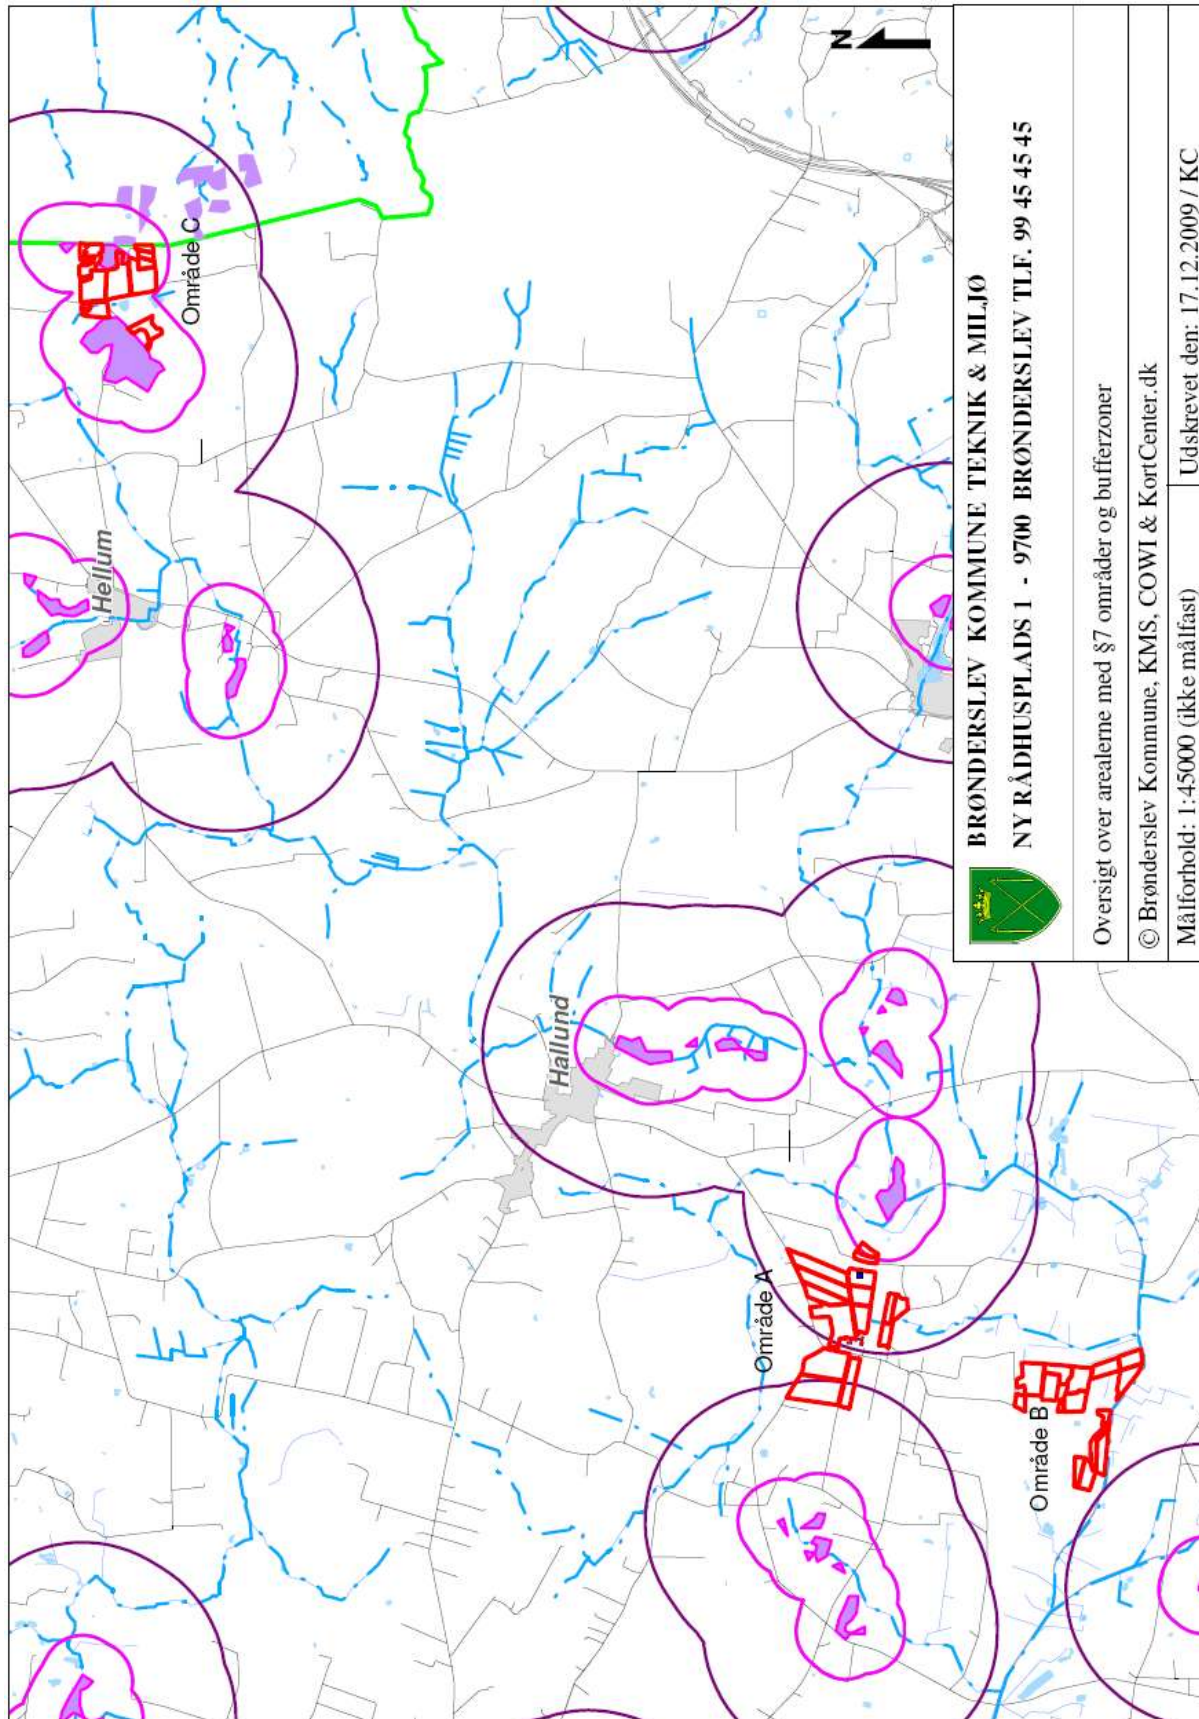 Hellum
Område C
Hallund
Område A
Område B
N
BRØNDERSLEV KOMMUNE TEKNIK & MILJØ
NY RÅDHUSPLADS 1 - 9700 BRØNDERSLEV TLF. 99 45 45 45
Oversigt over arealerne med §7 områder og bufferzoner
© Brønderslev Kommune, KMS, COWI & KortCenter.dk
Målforhold: 1:45000 (ikke målfast)
Udskrevet den: 17.12.2009 / KC